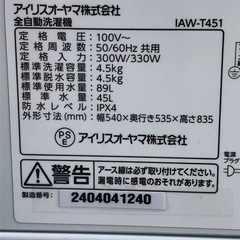 アイリスオーヤマ株式会社
全自動洗濯機 IAW-T451
定格電圧：100V〜
定格周波数：50/60Hz 共用
定格消費電力：300W/330W
標準洗濯容量：4.5kg
標準脱水容量：4.5kg
標準使用水量：89L
標準水量：45L
防水レベル：IPX4
外形寸法(mm)：幅540×奥行き535×高さ835
PSE アイリスオーヤマ株式会社
警告
アース線は必ず取り付けてください。
漏電時に感電のおそれがあります。
製造番号： 2404041240